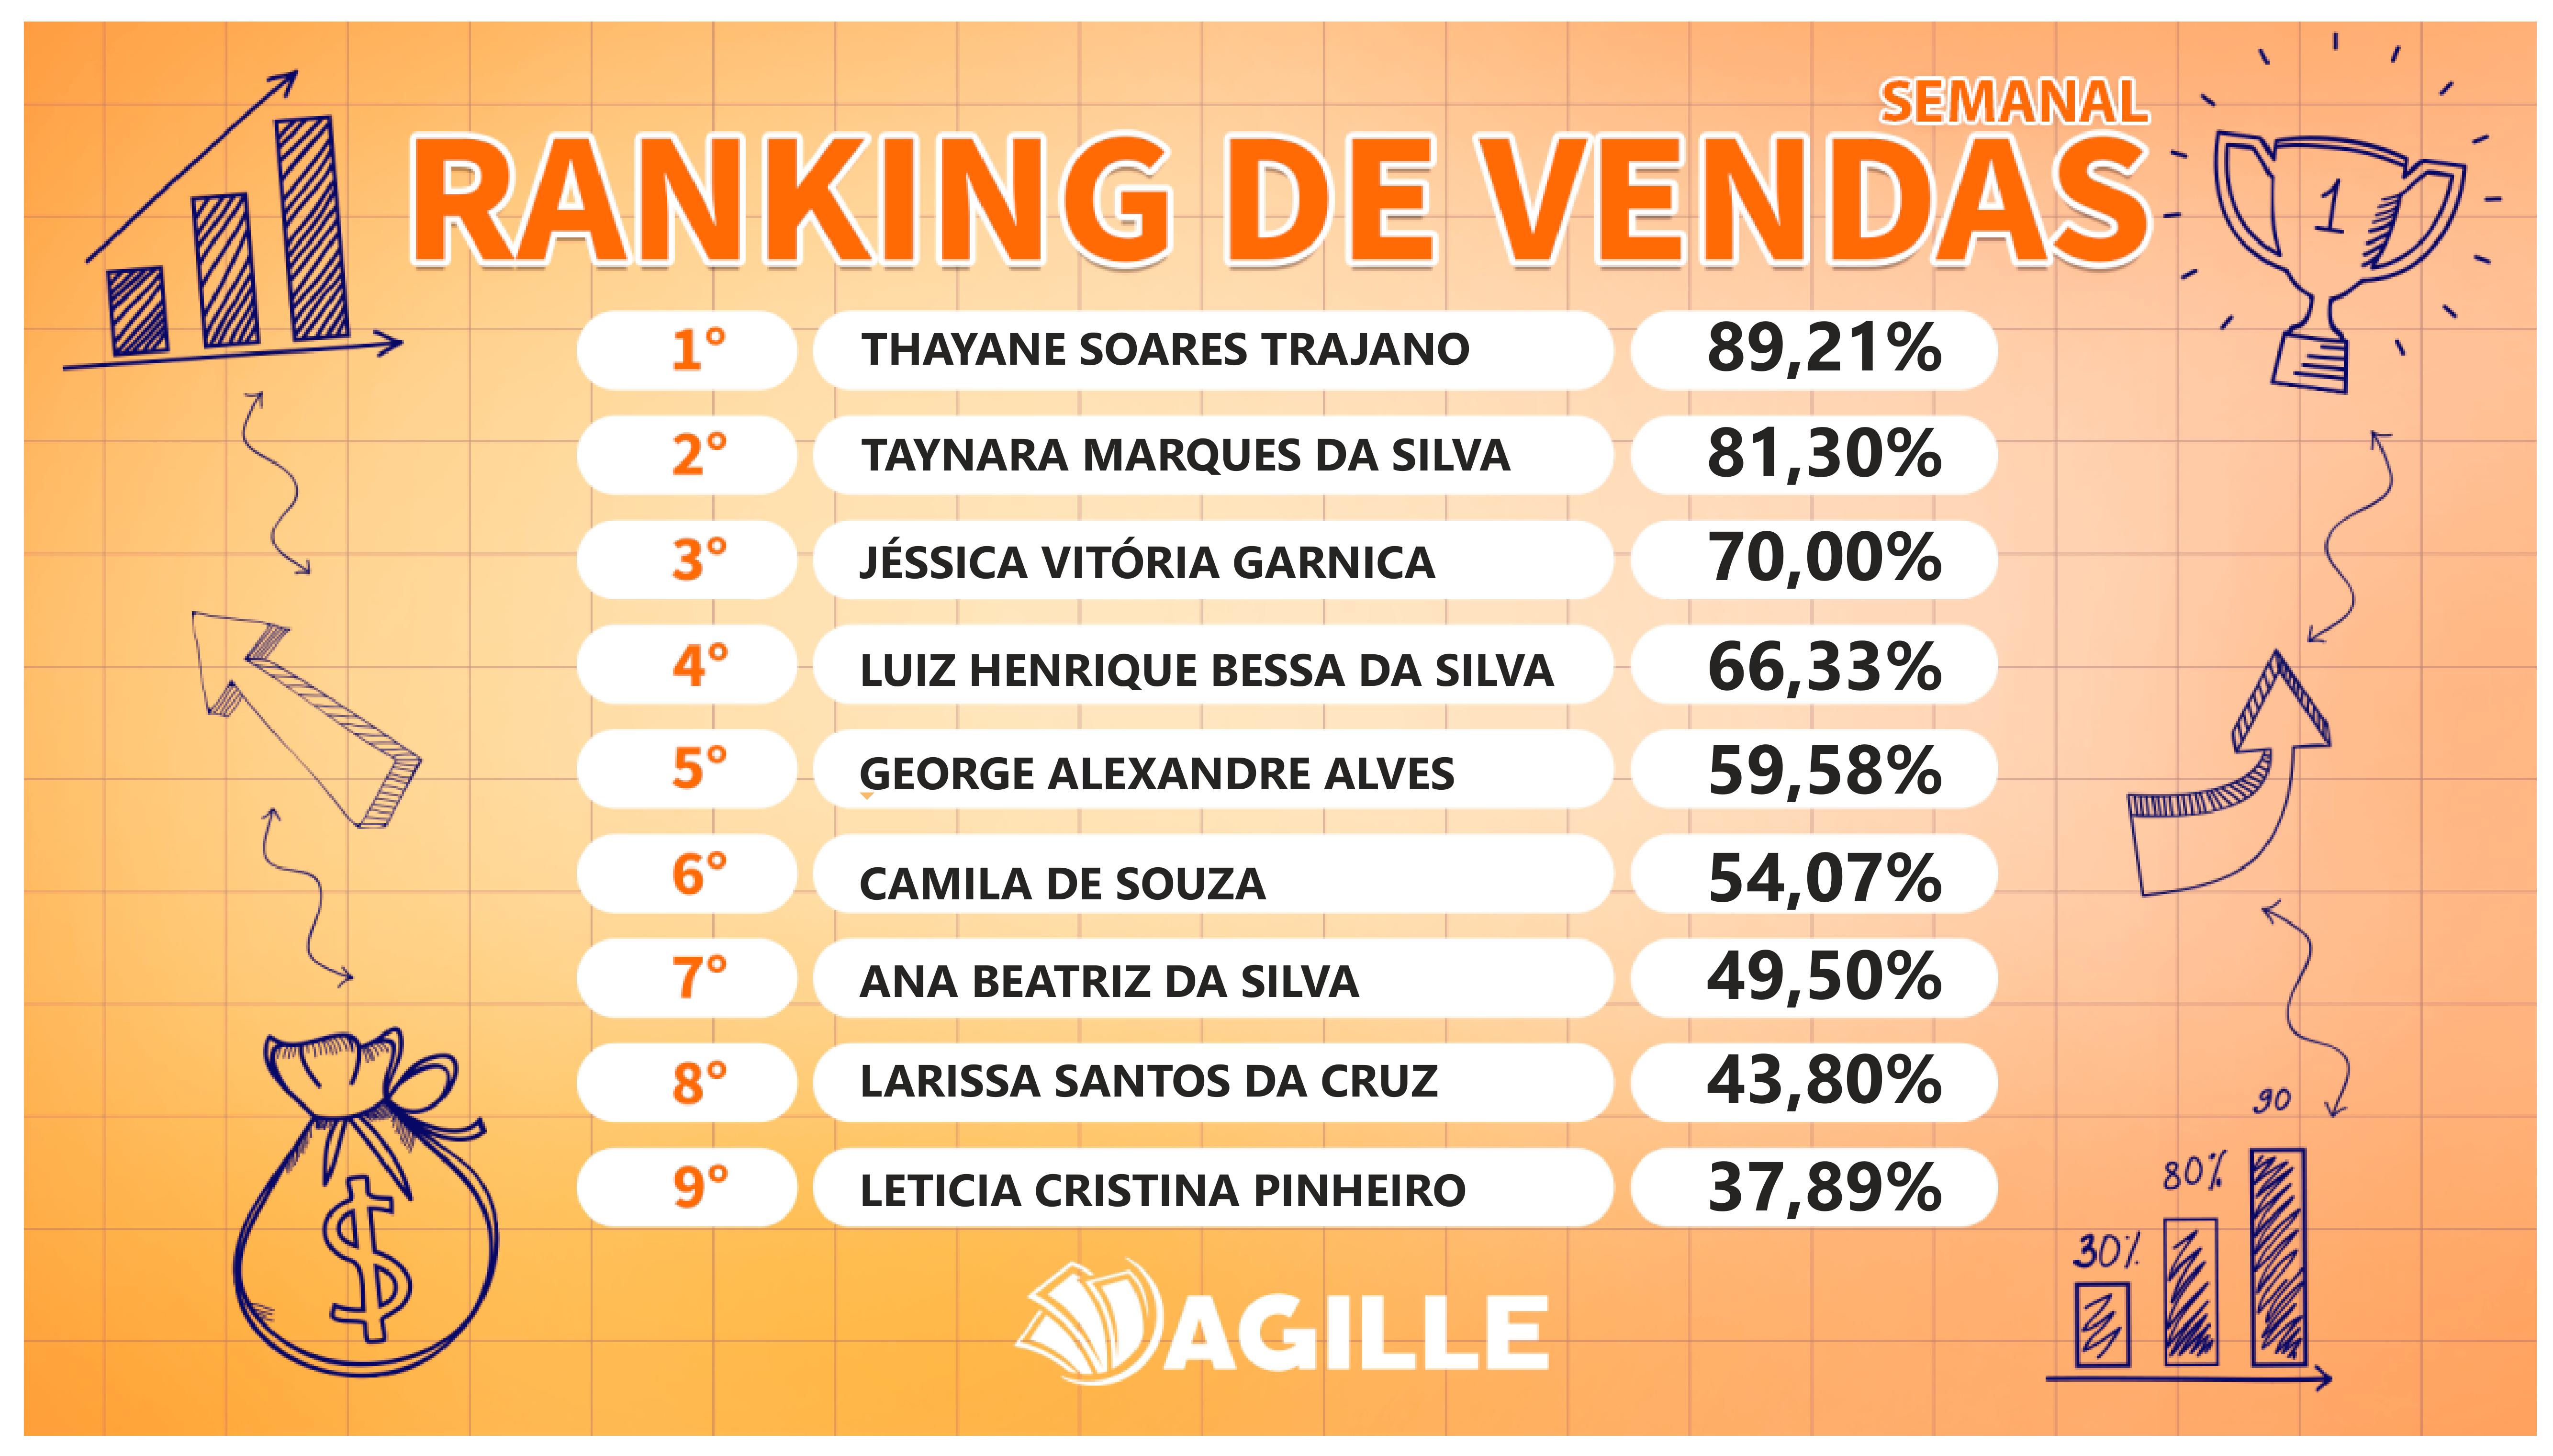 SEMANAL
RANKING DE VENDAS
1° THAYANE SOARES TRAJANO 89,21%
2° TAYNARA MARQUES DA SILVA 81,30%
3° JÉSSICA VITÓRIA GARNICA 70,00%
4° LUIZ HENRIQUE BESSA DA SILVA 66,33%
5° GEORGE ALEXANDRE ALVES 59,58%
6° CAMILA DE SOUZA 54,07%
7° ANA BEATRIZ DA SILVA 49,50%
8° LARISSA SANTOS DA CRUZ 43,80%
9° LETICIA CRISTINA PINHEIRO 37,89%
AGILLE
1
$
90
80%
30%